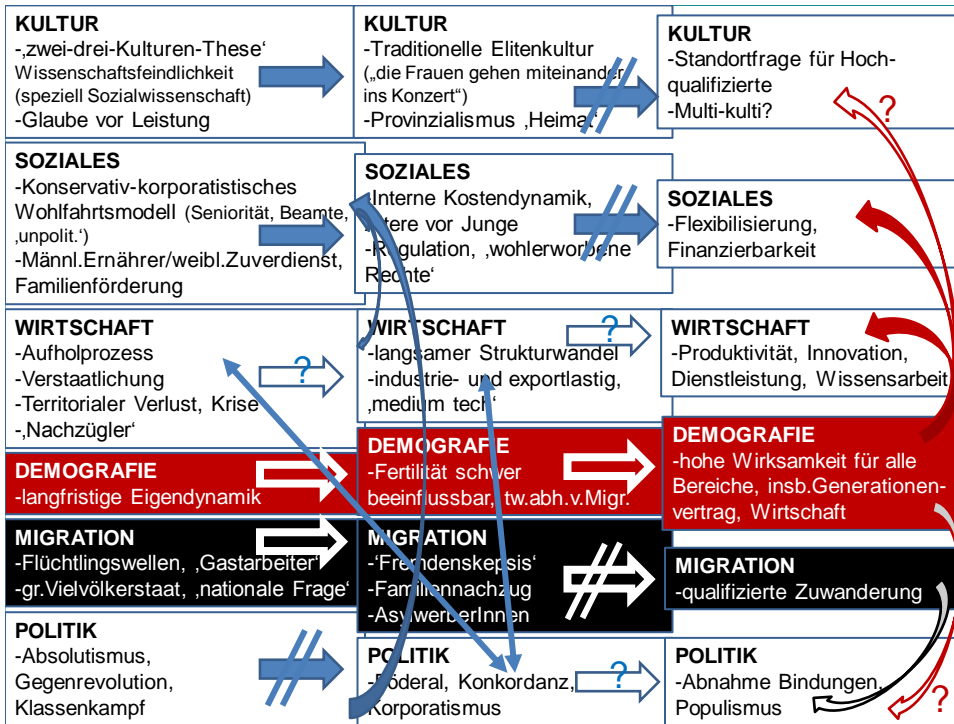 KULTUR
-‚zwei-drei-Kulturen-These‘
Wissenschaftsfeindlichkeit
(speziell Sozialwissenschaft)
-Glaube vor Leistung
KULTUR
-Traditionelle Elitenkultur
(„die Frauen gehen miteinander
ins Konzert“)
-Provinzialismus ‚Heimat‘
KULTUR
-Standortfrage für Hoch-
qualifizierte
-Multi-kulti?
?
SOZIALES
-Konservativ-korporatistisches
Wohlfahrtsmodell (Seniorität, Beamte,
‚unpolit.‘)
-Männl.Ernährer/weibl.Zuverdienst,
Familienförderung
SOZIALES
-Interne Kostendynamik,
vor Junge
-Regulation, ‚wohlerworbene
Rechte‘
SOZIALES
-Flexibilisierung,
Finanzierbarkeit
WIRTSCHAFT
-Aufholprozess
-Verstaatlichung
-Territorialer Verlust, Krise
-‚Nachzügler‘
?
WIRTSCHAFT
-langsamer Strukturwandel
-industrie- und exportlastig,
‚medium tech‘
?
WIRTSCHAFT
-Produktivität, Innovation,
Dienstleistung, Wissensarbeit
DEMOGRAFIE
-langfristige Eigendynamik
DEMOGRAFIE
-Fertilität schwer
beeinflussbar, tw.abh.v.Migr.
DEMOGRAFIE
-hohe Wirksamkeit für alle
Bereiche, insb.Generationen-
vertrag, Wirtschaft
MIGRATION
-Flüchtlingswellen, ‚Gastarbeiter‘
-gr.Vielvölkerstaat, ‚nationale Frage‘
MIGRATION
-‘Fremdenskepsis‘
-Familiennachzug
-AsylwerberInnen
MIGRATION
-qualifizierte Zuwanderung
POLITIK
-Absolutismus,
Gegenrevolution,
Klassenkampf
POLITIK
-Föderal, Konkordanz,
Korporatismus
?
POLITIK
-Abnahme Bindungen,
Populismus
?